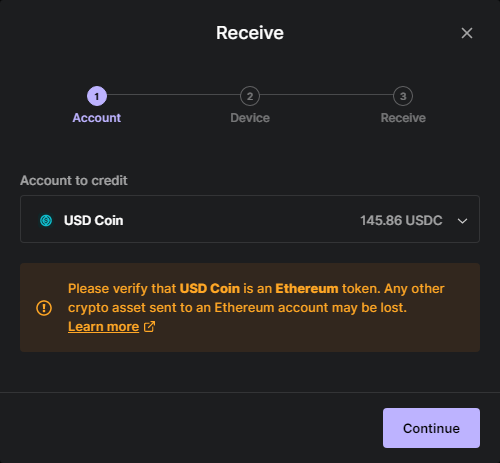 Receive
1
2
3
Account
Device
Receive
Account to credit
USD Coin 145.86 USDC
Please verify that USD Coin is an Ethereum token. Any other
crypto asset sent to an Ethereum account may be lost.
Learn more
Continue